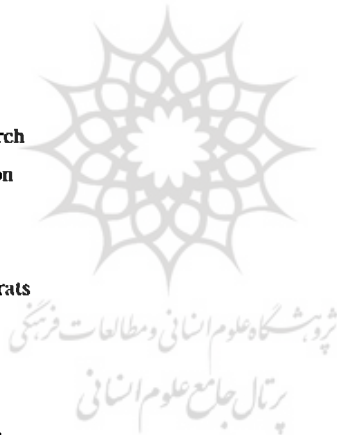 rch
on
rats
پژوهشگاه علوم انسانی و مطالعات فرهنگی
پرتال جامع علوم انسانی